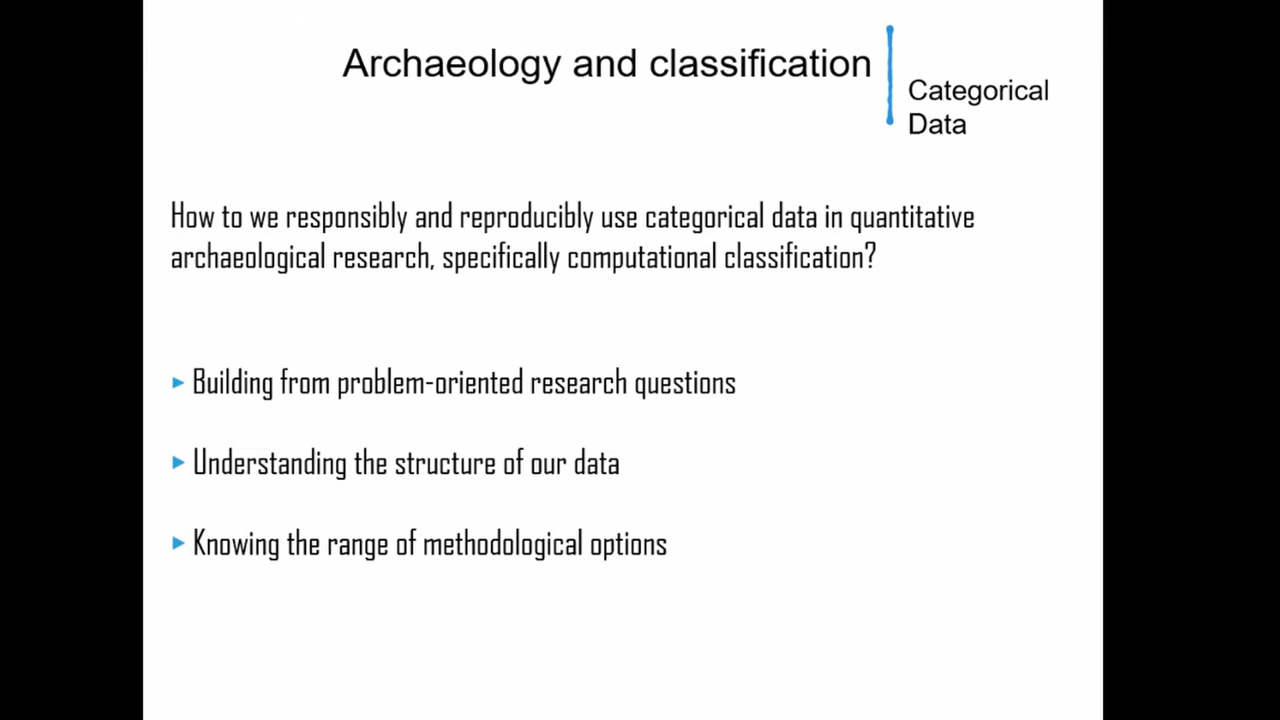 Archaeology and classification
Categorical
Data
How to we responsibly and reproducibly use categorical data in quantitative
archaeological research, specifically computational classification?
Building from problem-oriented research questions
Understanding the structure of our data
Knowing the range of methodological options